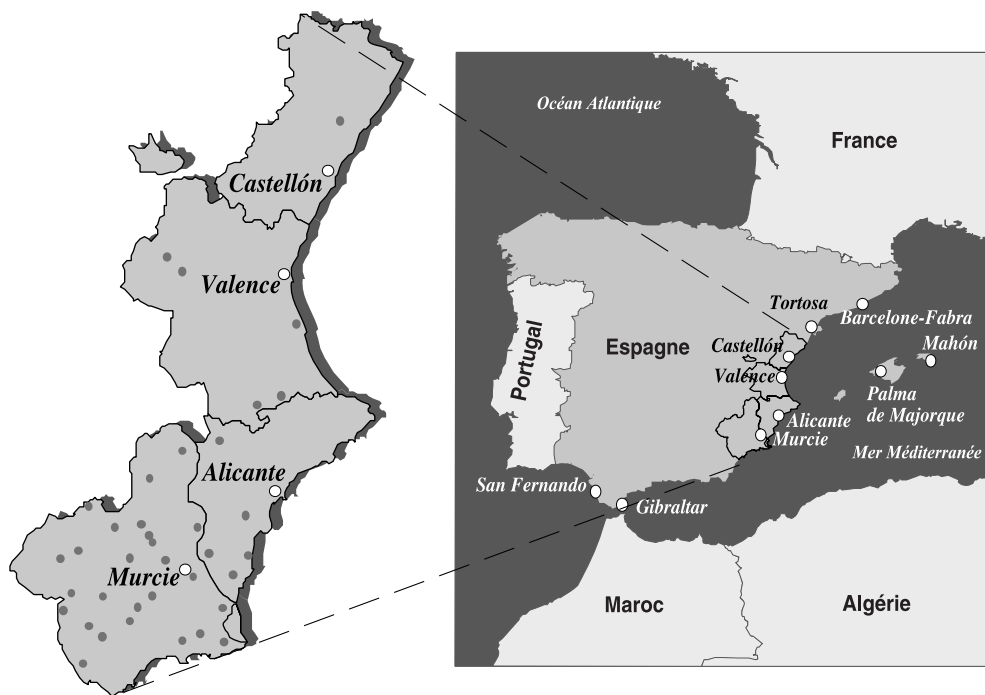 Castellón
Valence
Alicante
Murcie
Océan Atlantique
France
Tortosa
Barcelone-Fabra
Portugal
Espagne
Castellón
Mahón
Valence
Palma
de Majorque
Alicante
Murcie
Mer Méditerranée
San Fernando
Gibraltar
Maroc
Algérie